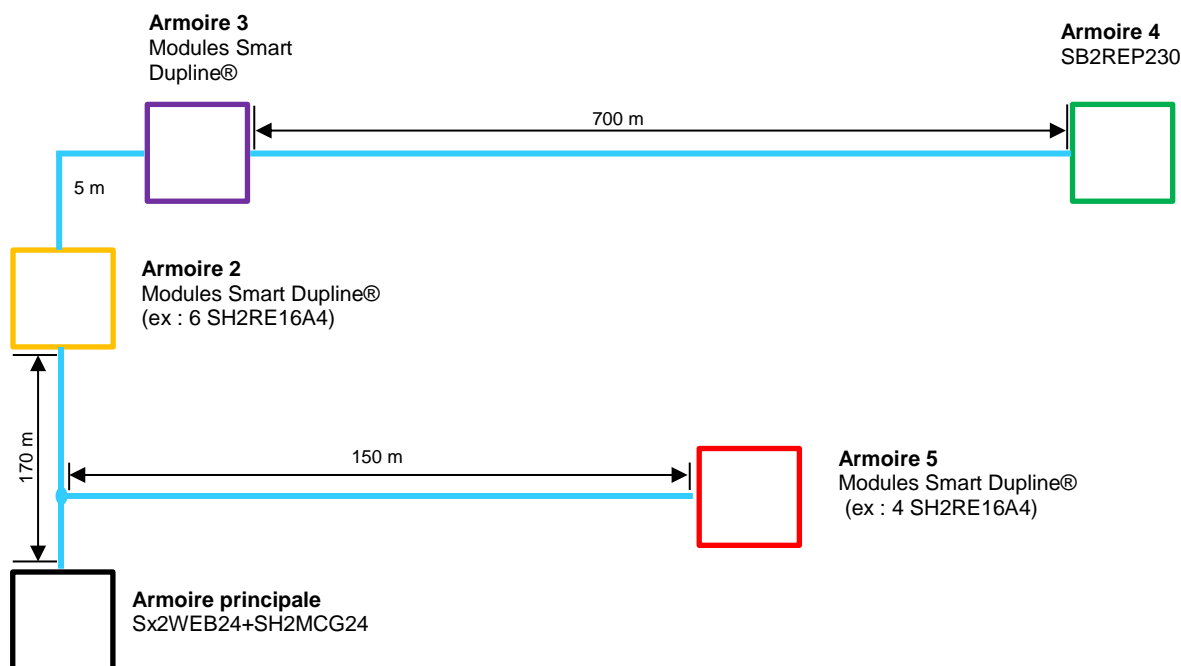 Armoire 3
Modules Smart
Dupline®
Armoire 4
SB2REP230
700 m
5 m
Armoire 2
Modules Smart Dupline®
(ex : 6 SH2RE16A4)
170 m
150 m
Armoire 5
Modules Smart Dupline®
(ex : 4 SH2RE16A4)
Armoire principale
Sx2WEB24+SH2MCG24